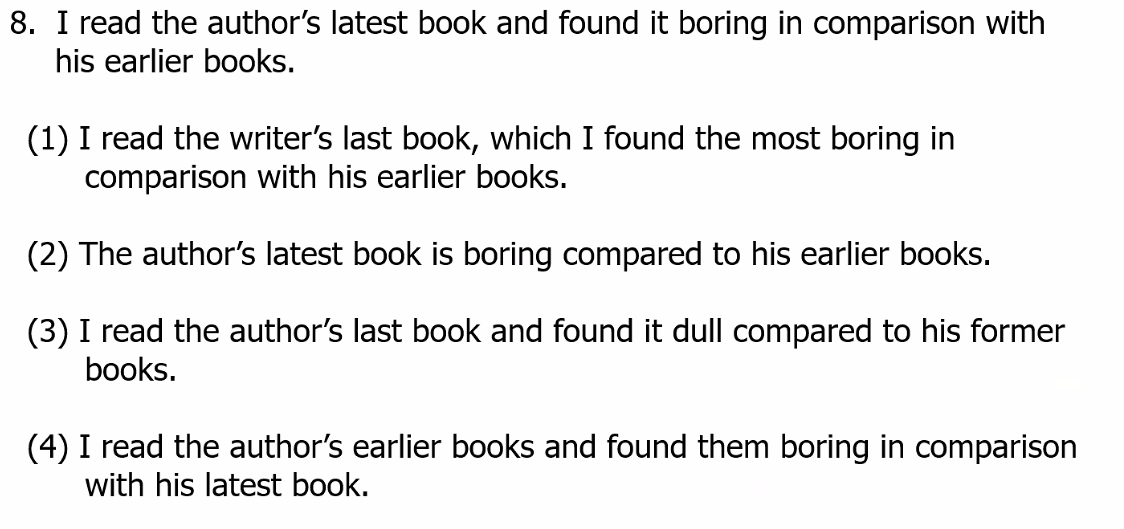 8. I read the author's latest book and found it boring in comparison with
his earlier books.
(1) I read the writer's last book, which I found the most boring in
comparison with his earlier books.
(2) The author's latest book is boring compared to his earlier books.
(3) I read the author's last book and found it dull compared to his former
books.
(4) I read the author's earlier books and found them boring in comparison
with his latest book.